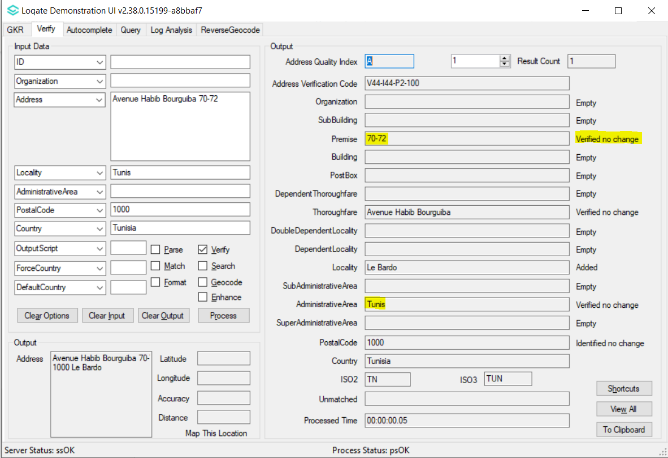 Loqate Demonstration UI v2.38.0.15199-a8bbaf7
GKR Verify Autocomplete Query Log Analysis ReverseGeocode
Input Data
ID
Organization
Address Avenue Habib Bourguiba 70-72
Locality Tunis
AdministrativeArea
PostalCode 1000
Country Tunisia
OutputScript Parse Verify
ForceCountry Match Search
DefaultCountry Format Geocode
Enhance
Clear Options Clear Input Clear Output Process
Output
Address Avenue Habib Bourguiba 70-
1000 Le Bardo
Latitude
Longitude
Accuracy
Distance
Map This Location
Output
Address Quality Index A 1 Result Count 1
Address Verification Code V44-I44-P2-100
Organization Empty
SubBuilding Empty
Premise 70-72 Verified no change
Building Empty
PostBox Empty
DependentThoroughfare Empty
Thoroughfare Avenue Habib Bourguiba Verified no change
DoubleDependentLocality Empty
DependentLocality Empty
Locality Le Bardo Added
SubAdministrativeArea Empty
AdministrativeArea Tunis Verified no change
SuperAdministrativeArea Empty
PostalCode 1000 Identified no change
Country Tunisia
ISO2 TN ISO3 TUN
Unmatched
Processed Time 00:00:00.05
Shortcuts
View All
To Clipboard
Server Status: ssOK Process Status: psOK